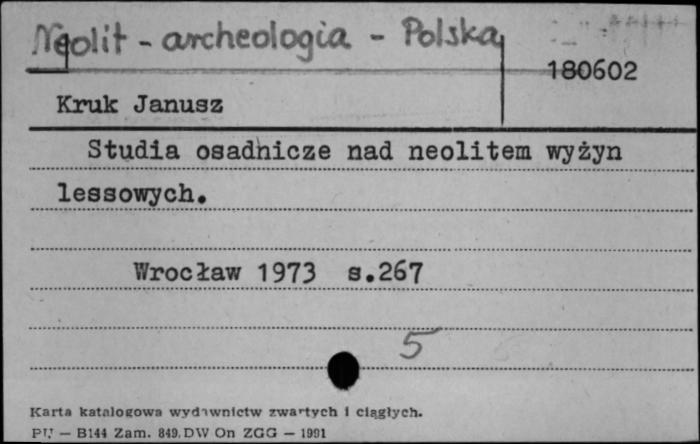 Neolit - archeologia - Polska
180602
Kruk Janusz
Studia osadnicze nad neolitem wyżyn
lessowych.
Wrocław 1973 s.267
5
Karta katalogowa wydawnictw zwartych i ciągłych.
PU — B144 Zam. 849. DW On ZGG — 1991